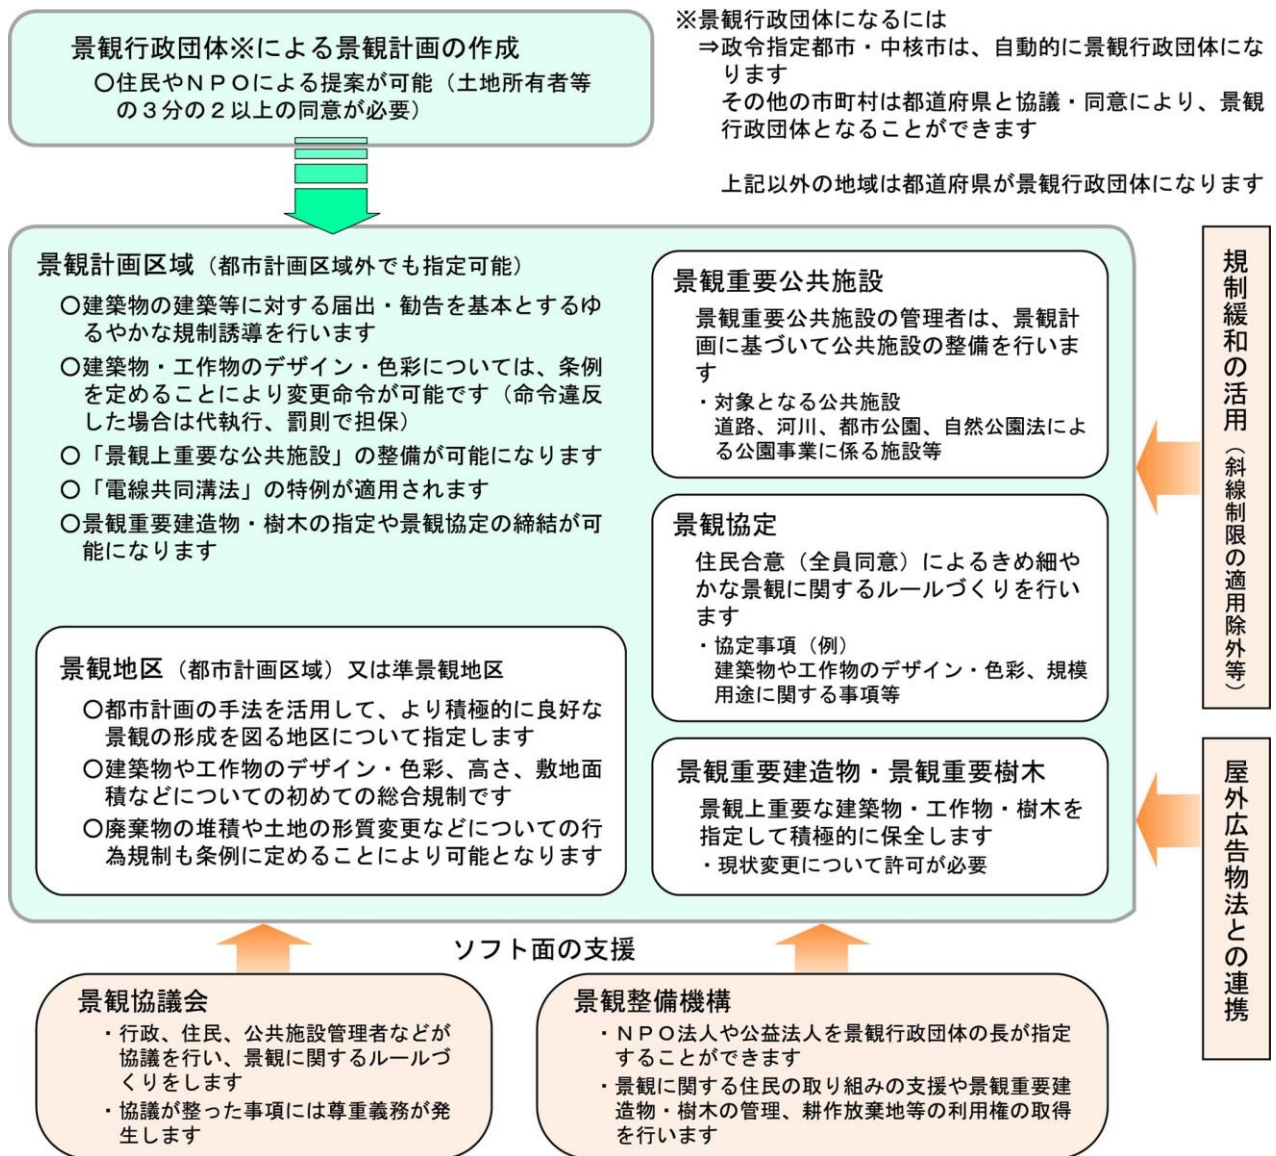 景観行政団体※による景観計画の作成
○住民やNPOによる提案が可能（土地所有者等
の3分の2以上の同意が必要）
※景観行政団体になるには
⇒政令指定都市・中核市は、自動的に景観行政団体にな
ります
その他の市町村は都道府県と協議・同意により、景観
行政団体となることができます
上記以外の地域は都道府県が景観行政団体になります
景観計画区域（都市計画区域外でも指定可能）
○建築物の建築等に対する届出・勧告を基本とするゆ
るやかな規制誘導を行います
○建築物・工作物のデザイン・色彩については、条例
を定めることにより変更命令が可能です（命令違反
した場合は代執行、罰則で担保）
○「景観上重要な公共施設」の整備が可能になります
○「電線共同溝法」の特例が適用されます
○景観重要建造物・樹木の指定や景観協定の締結が可
能になります
景観地区（都市計画区域）又は準景観地区
○都市計画の手法を活用して、より積極的に良好な
景観の形成を図る地区について指定します
○建築物や工作物のデザイン・色彩、高さ、敷地面
積などについての初めての総合規制です
○廃棄物の堆積や土地の形質変更などについての行
為規制も条例に定めることにより可能となります
景観重要公共施設
景観重要公共施設の管理者は、景観計
画に基づいて公共施設の整備を行いま
す
・対象となる公共施設
道路、河川、都市公園、自然公園法によ
る公園事業に係る施設等
景観協定
住民合意（全員同意）によるきめ細や
かな景観に関するルールづくりを行い
ます
・協定事項（例）
建築物や工作物のデザイン・色彩、規模
用途に関する事項等
景観重要建造物・景観重要樹木
景観上重要な建築物・工作物・樹木を
指定して積極的に保全します
・現状変更について許可が必要
規制緩和の活用（斜線制限の適用除外等）
屋外広告物法との連携
ソフト面の支援
景観協議会
・行政、住民、公共施設管理者などが
協議を行い、景観に関するルールづ
くりをします
・協議が整った事項には尊重義務が発
生します
景観整備機構
・NPO法人や公益法人を景観行政団体の長が指定
することができます
・景観に関する住民の取り組みの支援や景観重要建
造物・樹木の管理、耕作放棄地等の利用権の取得
を行います